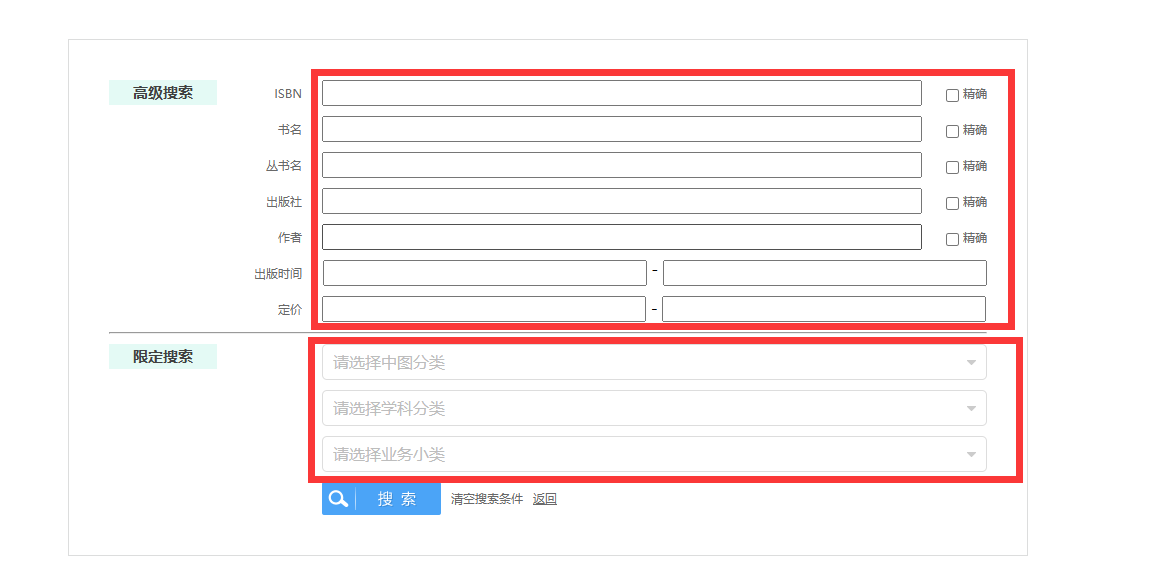 高级搜索 ISBN 精确
书名 精确
丛书名 精确
出版社 精确
作者 精确
出版时间 -
定价 -
限定搜索 请选择中图分类
请选择学科分类
请选择业务小类
搜 索 清空搜索条件 返回